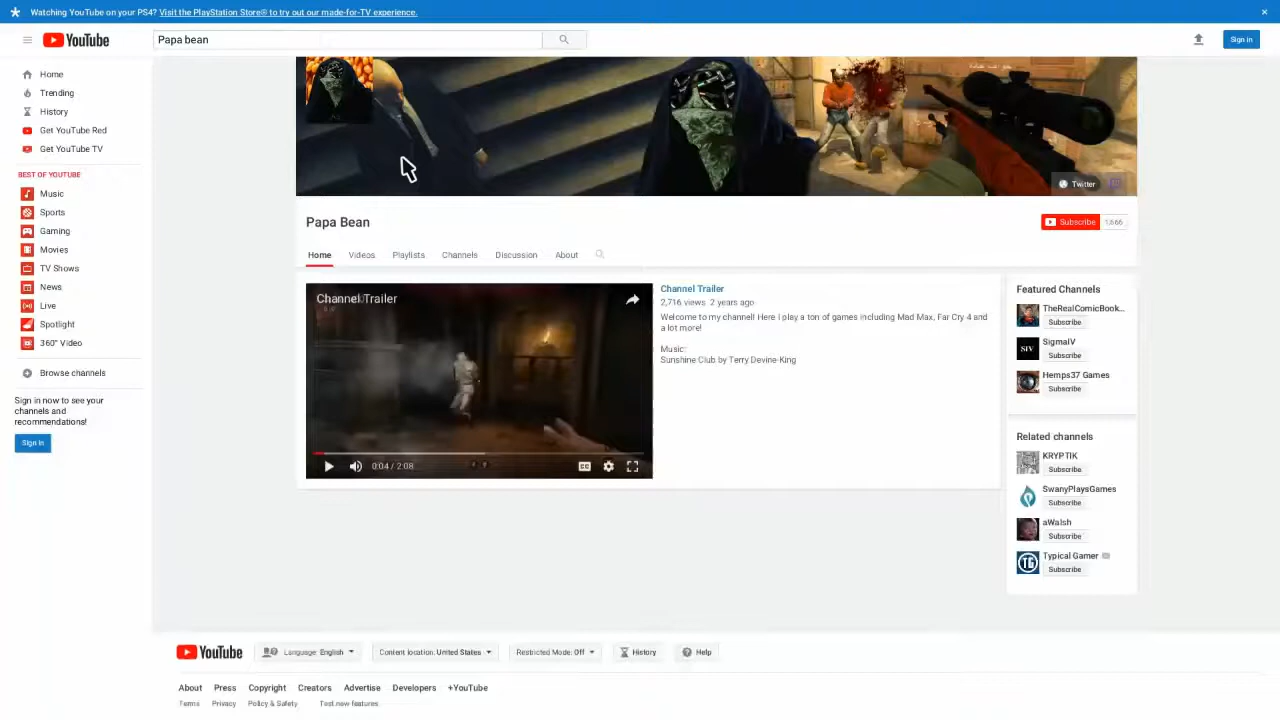 Watching YouTube on your PS4? Visit the PlayStation Store® to try out our made-for-TV experience.
YouTube
Papa bean
Sign in
Home
Trending
History
Get YouTube Red
Get YouTube TV
BEST OF YOUTUBE
Music
Sports
Gaming
Movies
TV Shows
News
Live
Spotlight
360° Video
Browse channels
Sign in now to see your
channels and
recommendations!
Sign in
Twitter
Papa Bean
Subscribe 1,666
Home Videos Playlists Channels Discussion About
Channel Trailer
0:04 / 2:08
Channel Trailer
2,716 views 2 years ago
Welcome to my channel! Here i play a ton of games including Mad Max, Far Cry 4 and
a lot more!
Music:
Sunshine Club by Terry Devine-King
Featured Channels
TheRealComicBook...
Subscribe
SIV
SigmaIV
Subscribe
Hemps37 Games
Subscribe
Related channels
KRYPTIK
Subscribe
SwanyPlaysGames
Subscribe
aWalsh
Subscribe
TG
Typical Gamer
Subscribe
YouTube
Language: English
Content location: United States
Restricted Mode: Off
History
Help
About Press Copyright Creators Advertise Developers +YouTube
Terms Privacy Policy & Safety Test new features